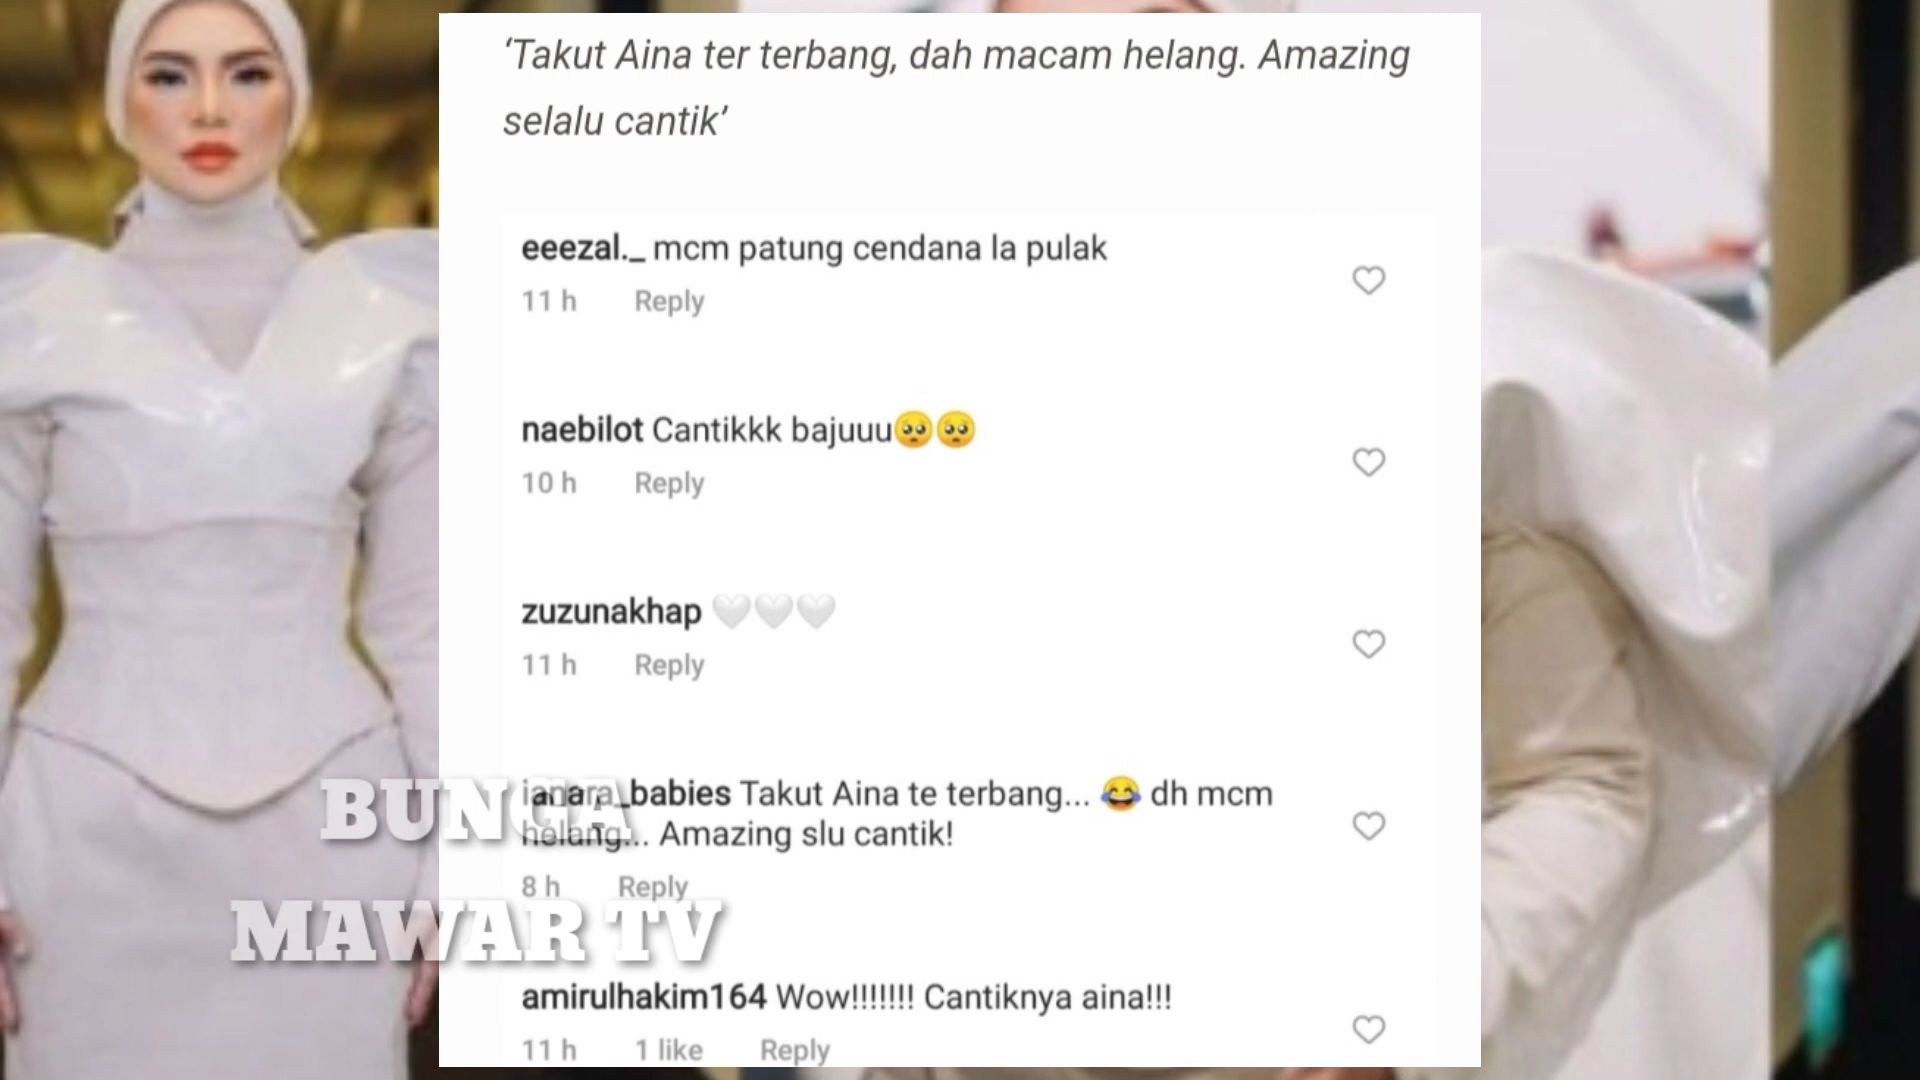 ‘Takut Aina ter terbang, dah macam helang. Amazing
selalu cantik’
eeezal._ mcm patung cendana la pulak
11 h Reply
naebilot Cantikkk bajuuu🥺🥺
10 h Reply
zuzunakhap 🤍🤍🤍
11 h Reply
ianara_babies Takut Aina te terbang... 😂 dh mcm
helang... Amazing slu cantik!
8 h Reply
amirulhakim164 Wow!!!!!!! Cantiknya aina!!!
11 h 1 like Reply
BUNGA
MAWAR TV